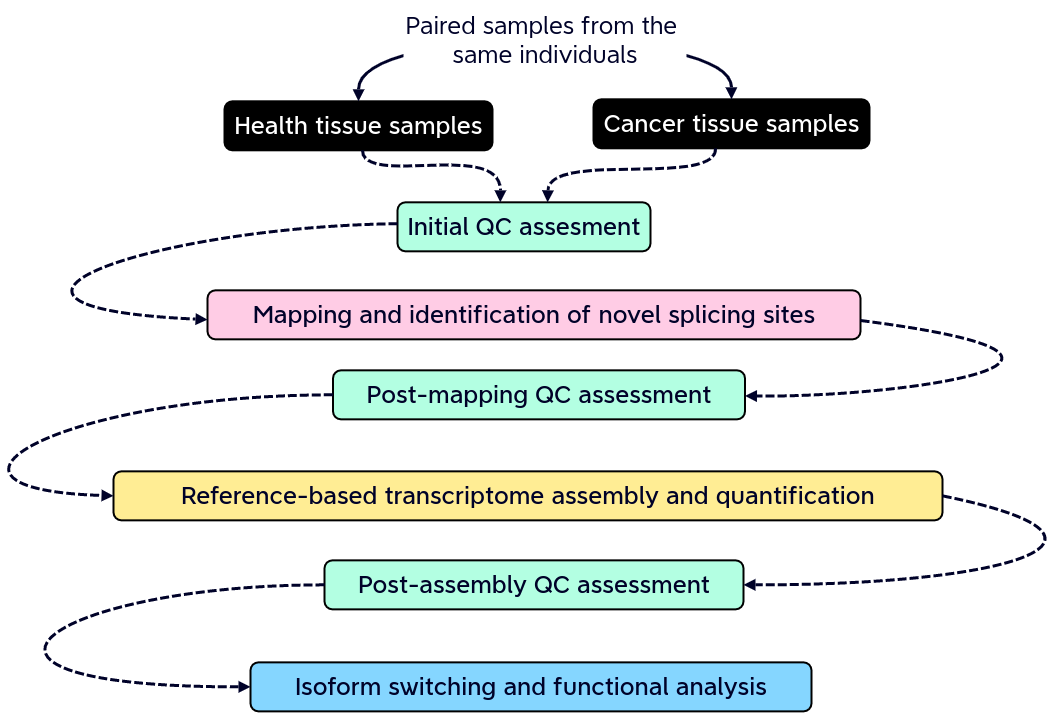 Paired samples from the
same individuals
Health tissue samples
Cancer tissue samples
Initial QC assesment
Mapping and identification of novel splicing sites
Post-mapping QC assessment
Reference-based transcriptome assembly and quantification
Post-assembly QC assessment
Isoform switching and functional analysis